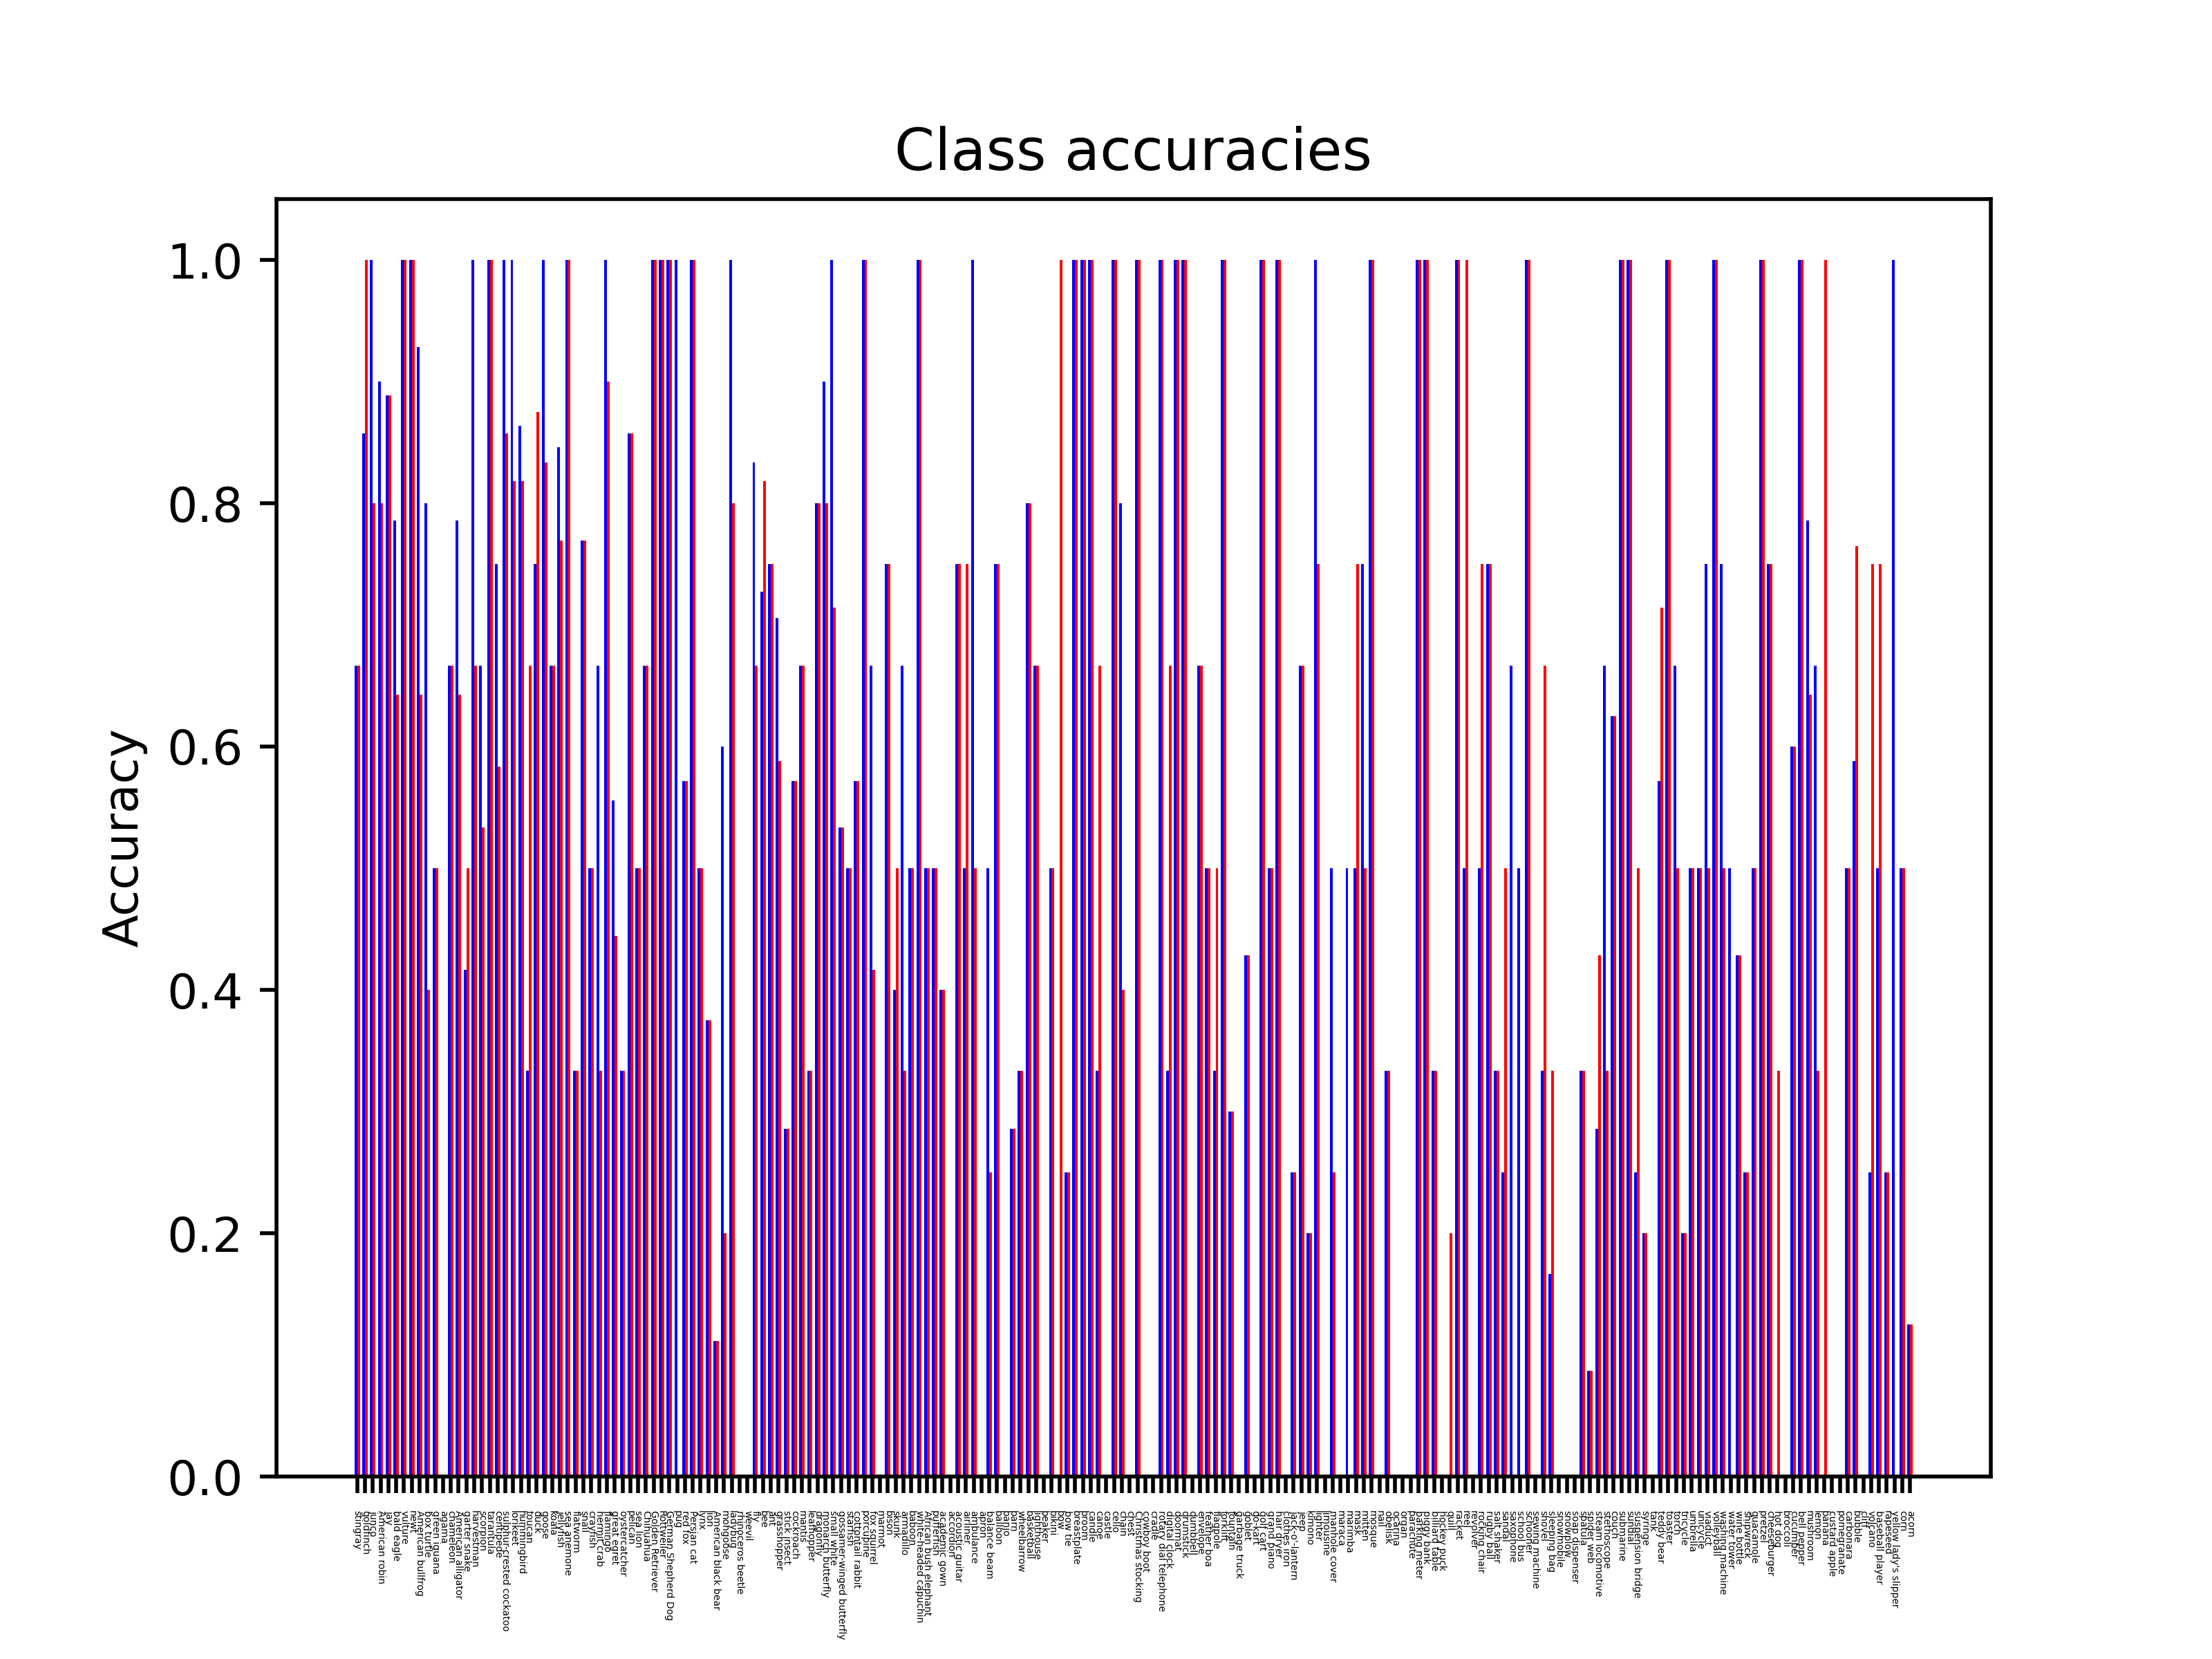 Class accuracies
Accuracy
1.0
0.8
0.6
0.4
0.2
0.0
stingray
goldfinch
junco
American robin
jay
bald eagle
vulture
newt
American bullfrog
box turtle
green iguana
agama
chameleon
American alligator
garter snake
harvestman
scorpion
tarantula
centipede
sulphur-crested cockatoo
lorikeet
hummingbird
toucan
duck
goose
koala
jellyfish
sea anemone
flatworm
snail
crayfish
hermit crab
flamingo
great egret
oystercatcher
pelican
sea lion
Chihuahua
Golden Retriever
Rottweiler
German Shepherd Dog
pug
red fox
Persian cat
lynx
lion
American black bear
mongoose
ladybug
rhinoceros beetle
weevil
fly
bee
ant
grasshopper
stick insect
cockroach
mantis
leafhopper
dragonfly
monarch butterfly
small white
gossamer-winged butterfly
starfish
cottontail rabbit
porcupine
fox squirrel
marmot
bison
skunk
armadillo
baboon
white-headed capuchin
African bush elephant
pufferfish
academic gown
accordion
acoustic guitar
airliner
ambulance
apron
balance beam
balloon
banjo
barn
wheelbarrow
basketball
lighthouse
beaker
bikini
bow
bow tie
breastplate
broom
candle
canoe
castle
cello
chain
chest
Christmas stocking
cowboy boot
cradle
rotary dial telephone
digital clock
doormat
drumstick
dumbbell
envelope
feather boa
flagpole
forklift
fountain
garbage truck
goblet
go-kart
golf cart
grand piano
hair dryer
clothes iron
jack-o'-lantern
jeep
kimono
lighter
limousine
manhole cover
maraca
marimba
mask
mitten
mosque
nail
obelisk
ocarina
organ
parachute
parking meter
piggy bank
billiard table
hockey puck
quill
racket
reel
revolver
rocking chair
rugby ball
salt shaker
sandal
saxophone
school bus
schooner
sewing machine
shovel
sleeping bag
snowmobile
snowplow
soap dispenser
spatula
spider web
steam locomotive
stethoscope
couch
submarine
sundial
suspension bridge
syringe
tank
teddy bear
toaster
torch
tricycle
umbrella
unicycle
viaduct
volleyball
washing machine
water tower
wine bottle
shipwreck
guacamole
pretzel
cheeseburger
hot dog
broccoli
cucumber
bell pepper
mushroom
lemon
banana
custard apple
pomegranate
carbonara
bubble
cliff
volcano
baseball player
rapeseed
yellow lady's slipper
corn
acorn